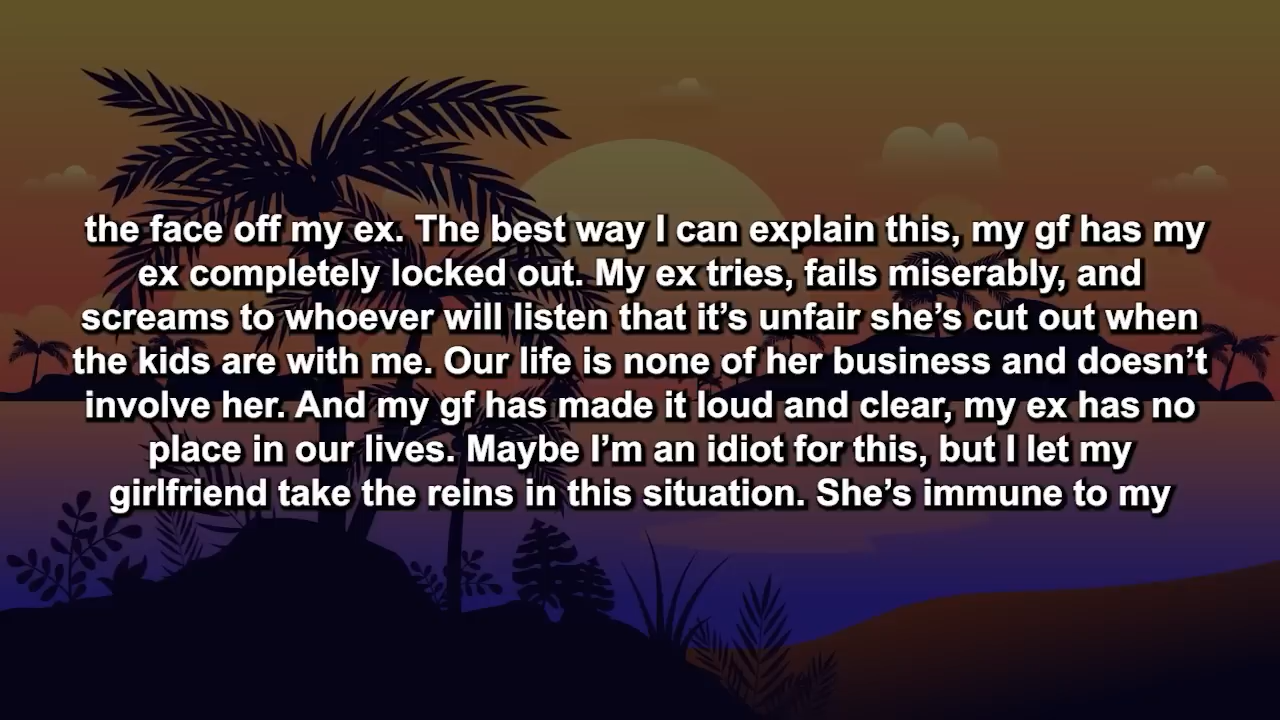 the face off my ex. The best way I can explain this, my gf has my
ex completely locked out. My ex tries, fails miserably, and
screams to whoever will listen that it’s unfair she’s cut out when
the kids are with me. Our life is none of her business and doesn’t
involve her. And my gf has made it loud and clear, my ex has no
place in our lives. Maybe I’m an idiot for this, but I let my
girlfriend take the reins in this situation. She’s immune to my